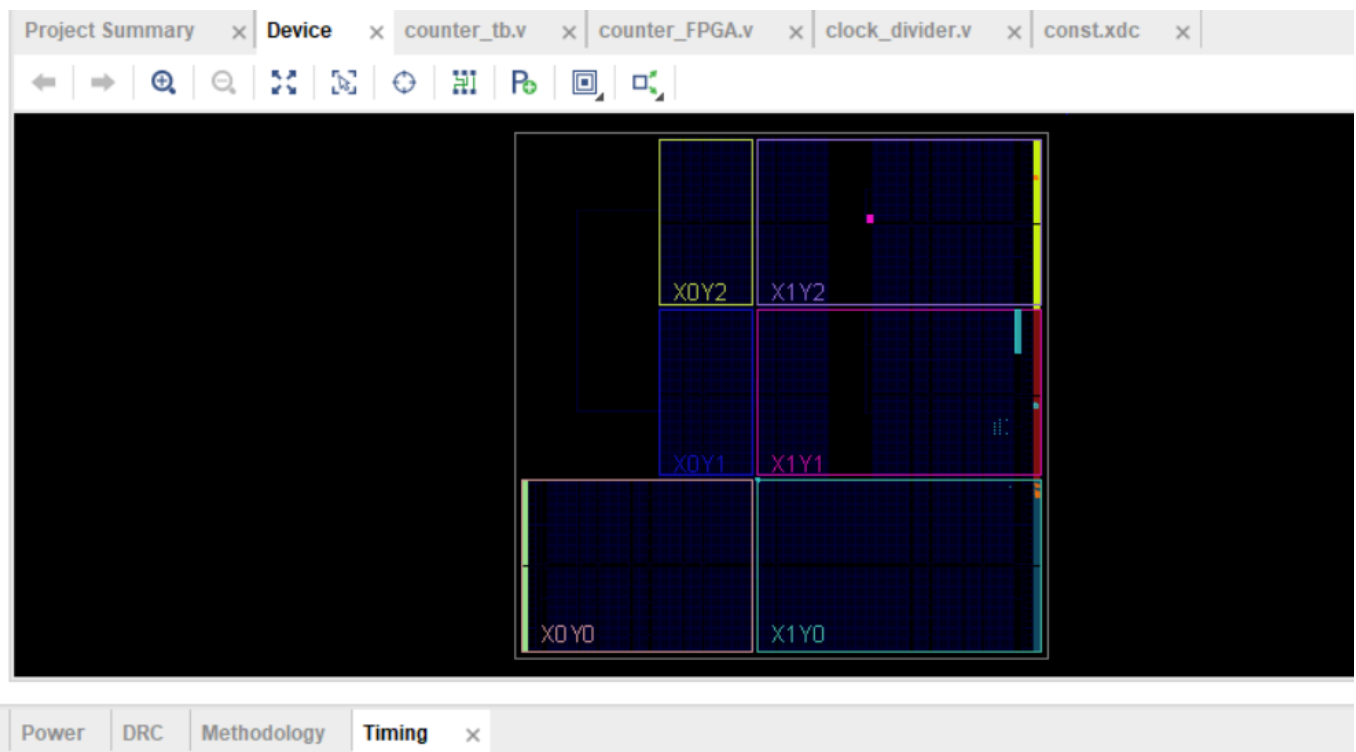 Project Summary Device counter_tb.v counter_FPGA.v clock_divider.v const.xdc
X0Y2 X1Y2
X0Y1 X1Y1
X0Y0 X1Y0
Power DRC Methodology Timing